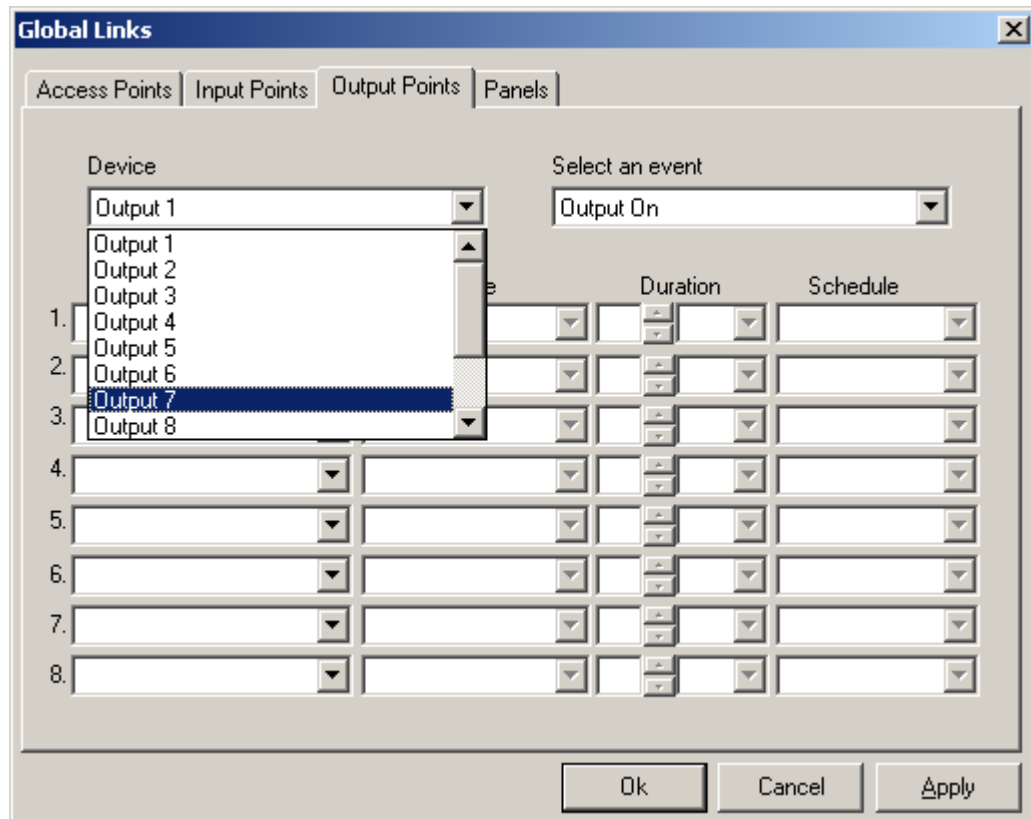 Global Links
Access Points Input Points Output Points Panels
Device Select an event
Output 1 Output On
Output 1
Output 2
Output 3
Output 4
Output 5
Output 6
Output 7
Output 8
Duration Schedule
1.
2.
3.
4.
5.
6.
7.
8.
Ok Cancel Apply